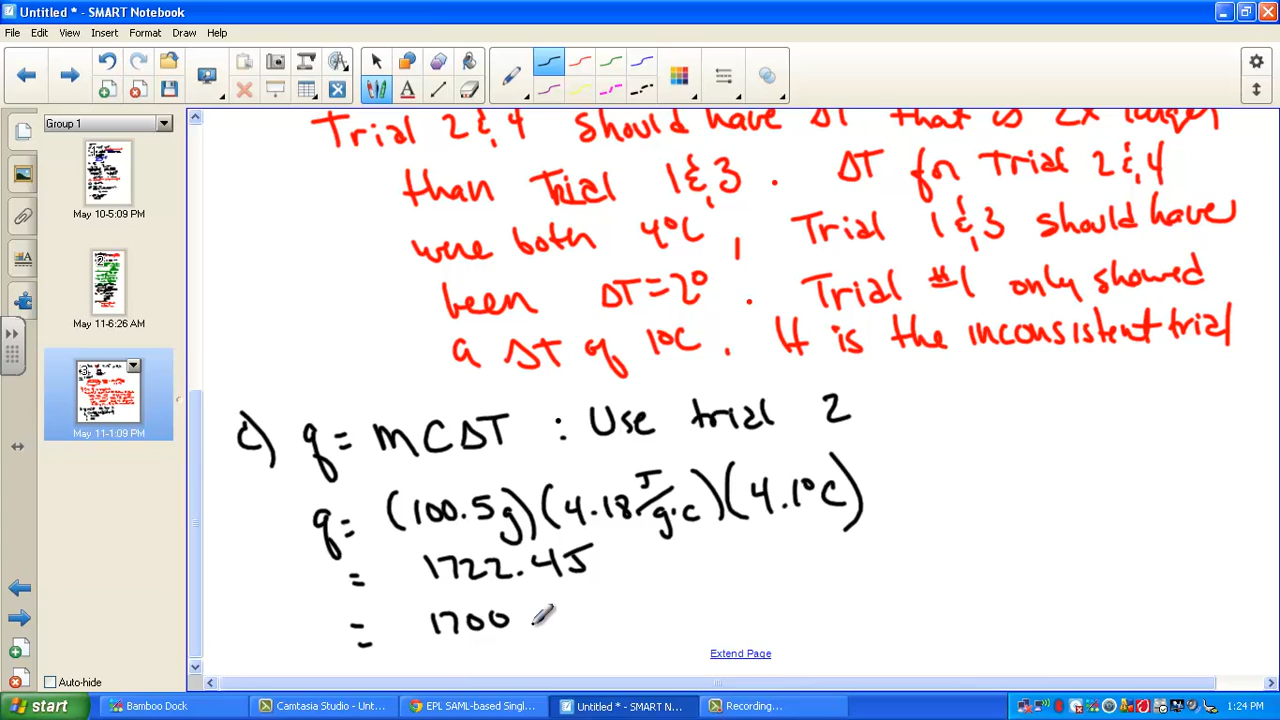 Untitled * - SMART Notebook
File Edit View Insert Format Draw Help
Group 1
May 10-5:09 PM
May 11-6:26 AM
May 11-1:09 PM
Auto-hide
Trial 2 & 4 should have ΔT that is 2x larger
than Trial 1 & 3. ΔT for Trial 2 & 4
were both 4°C, Trial 1 & 3 should have
been ΔT=2°. Trial #1 only showed
a ΔT of 1°C. It is the inconsistent trial
c) q = mCΔT : Use trial 2
q = (100.5g)(4.18 J/g·c)(4.1°C)
= 1722.4J
= 1700
Extend Page
start Bamboo Dock Camtasia Studio - Unt... EPL SAML-based Singl... Untitled * - SMART N... Recording... 1:24 PM